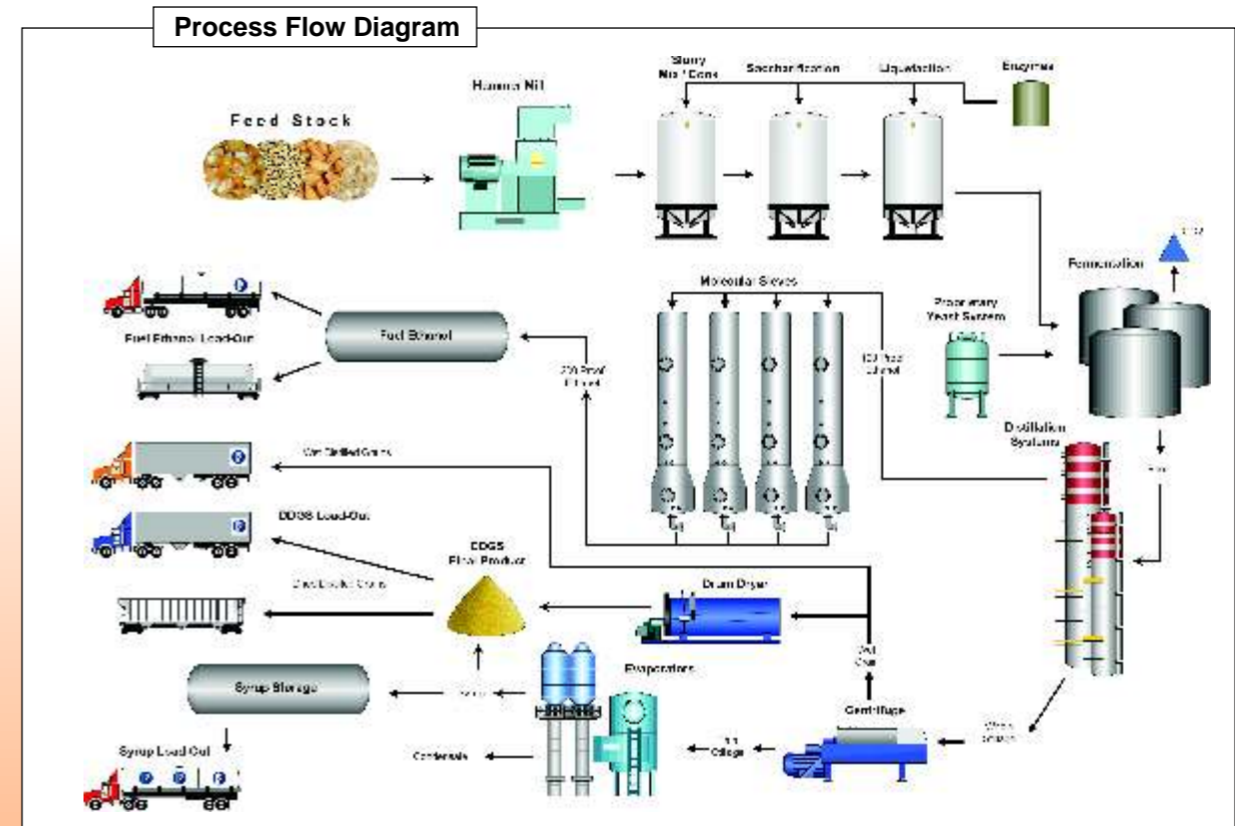 Process Flow Diagram
Slurry
Mix / Cook
Saccharification
Liquefaction
Enzymes
Hammer Mill
Feed Stock
CO2
Fermentation
Molecular Sieves
Proprietary
Yeast System
Fuel Ethanol
Fuel Ethanol Load-Out
200 Proof
Ethanol
Ethanol
Distillation
Systems
Wet Distilled Grains
DDGS Load-Out
DDGS
Final Product
Dried Distilled Grains
Drum Dryer
Wet
Grain
Evaporators
Syrup Storage
Syrup
Centrifuge
Whole
Stillage
Thin
Stillage
Condensate
Syrup Load-Out